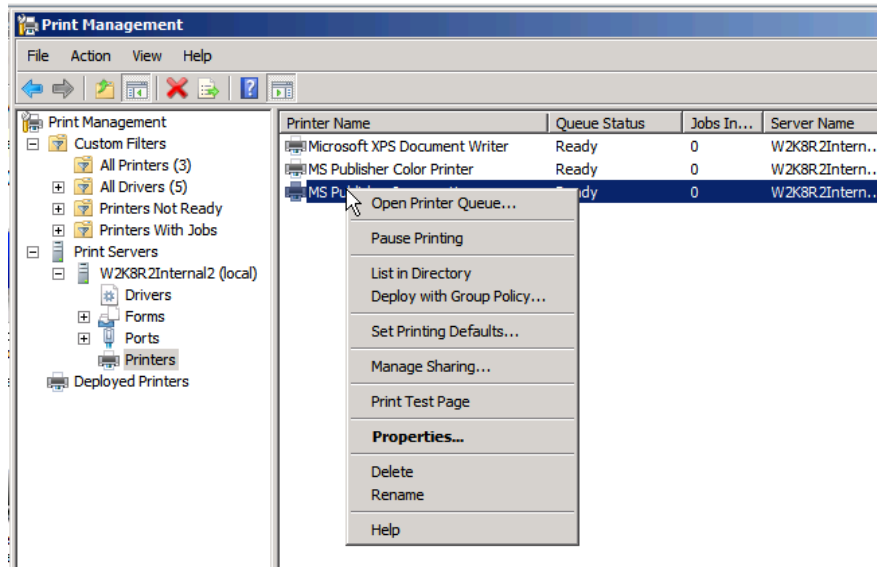 Print Management
File Action View Help
Print Management
Custom Filters
All Printers (3)
All Drivers (5)
Printers Not Ready
Printers With Jobs
Print Servers
W2K8R2Internal2 (local)
Drivers
Forms
Ports
Printers
Deployed Printers
Printer Name Queue Status Jobs In... Server Name
Microsoft XPS Document Writer Ready 0 W2K8R2Intern...
MS Publisher Color Printer Ready 0 W2K8R2Intern...
MS 0 W2K8R2Intern...
Open Printer Queue...
Pause Printing
List in Directory
Deploy with Group Policy...
Set Printing Defaults...
Manage Sharing...
Print Test Page
Properties...
Delete
Rename
Help